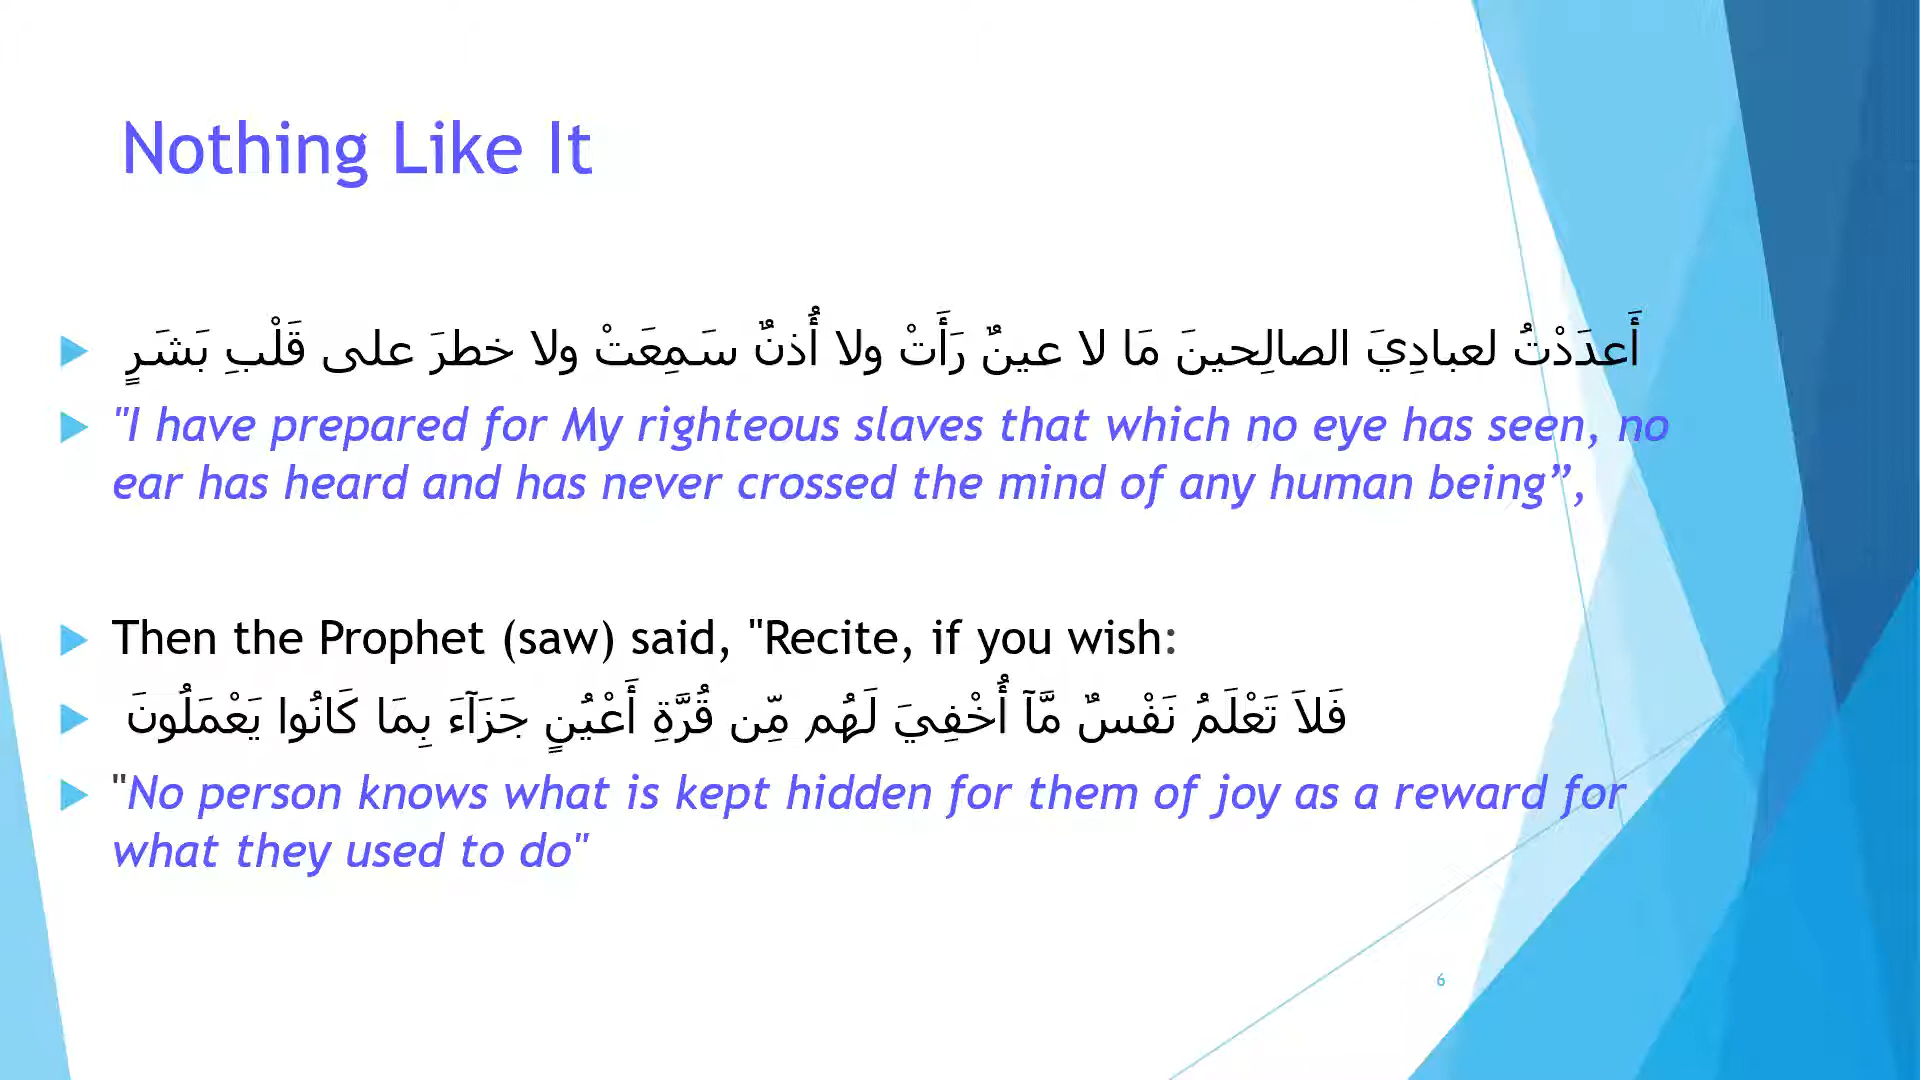 Nothing Like It
أَعدَدْتُ لعبادِيَ الصالِحينَ مَا لا عينٌ رَأَتْ ولا أُذنٌ سَـمِعَتْ ولا خطرَ على قَلْبِ بَشَـرٍ
"I have prepared for My righteous slaves that which no eye has seen, no
ear has heard and has never crossed the mind of any human being”,
Then the Prophet (saw) said, "Recite, if you wish:
فَلاَ تَعْلَمُ نَفْسٌ مَّآ أُخْفِيَ لَهُم مِّن قُرَّةِ أَعْيُنٍ جَزَآءَ بِمَا كَانُوا يَعْمَلُونَ
"No person knows what is kept hidden for them of joy as a reward for
what they used to do"
6